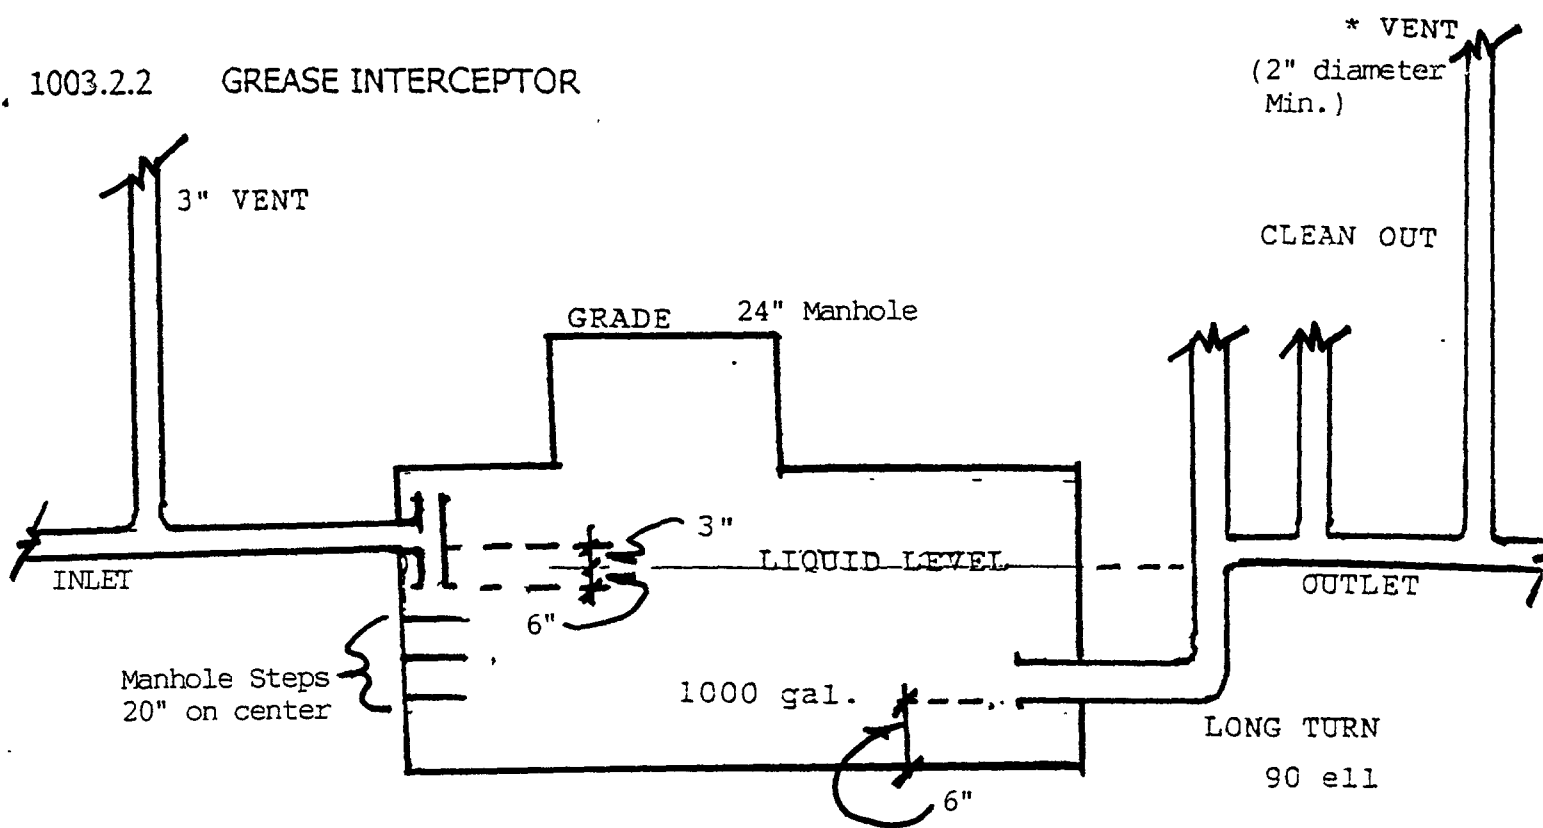 * VENT
(2" diameter
Min.)
1003.2.2 GREASE INTERCEPTOR
3" VENT
CLEAN OUT
GRADE
24" Manhole
3"
LIQUID LEVEL
INLET
OUTLET
6"
Manhole Steps
20" on center
1000 gal.
LONG TURN
90 ell
6"